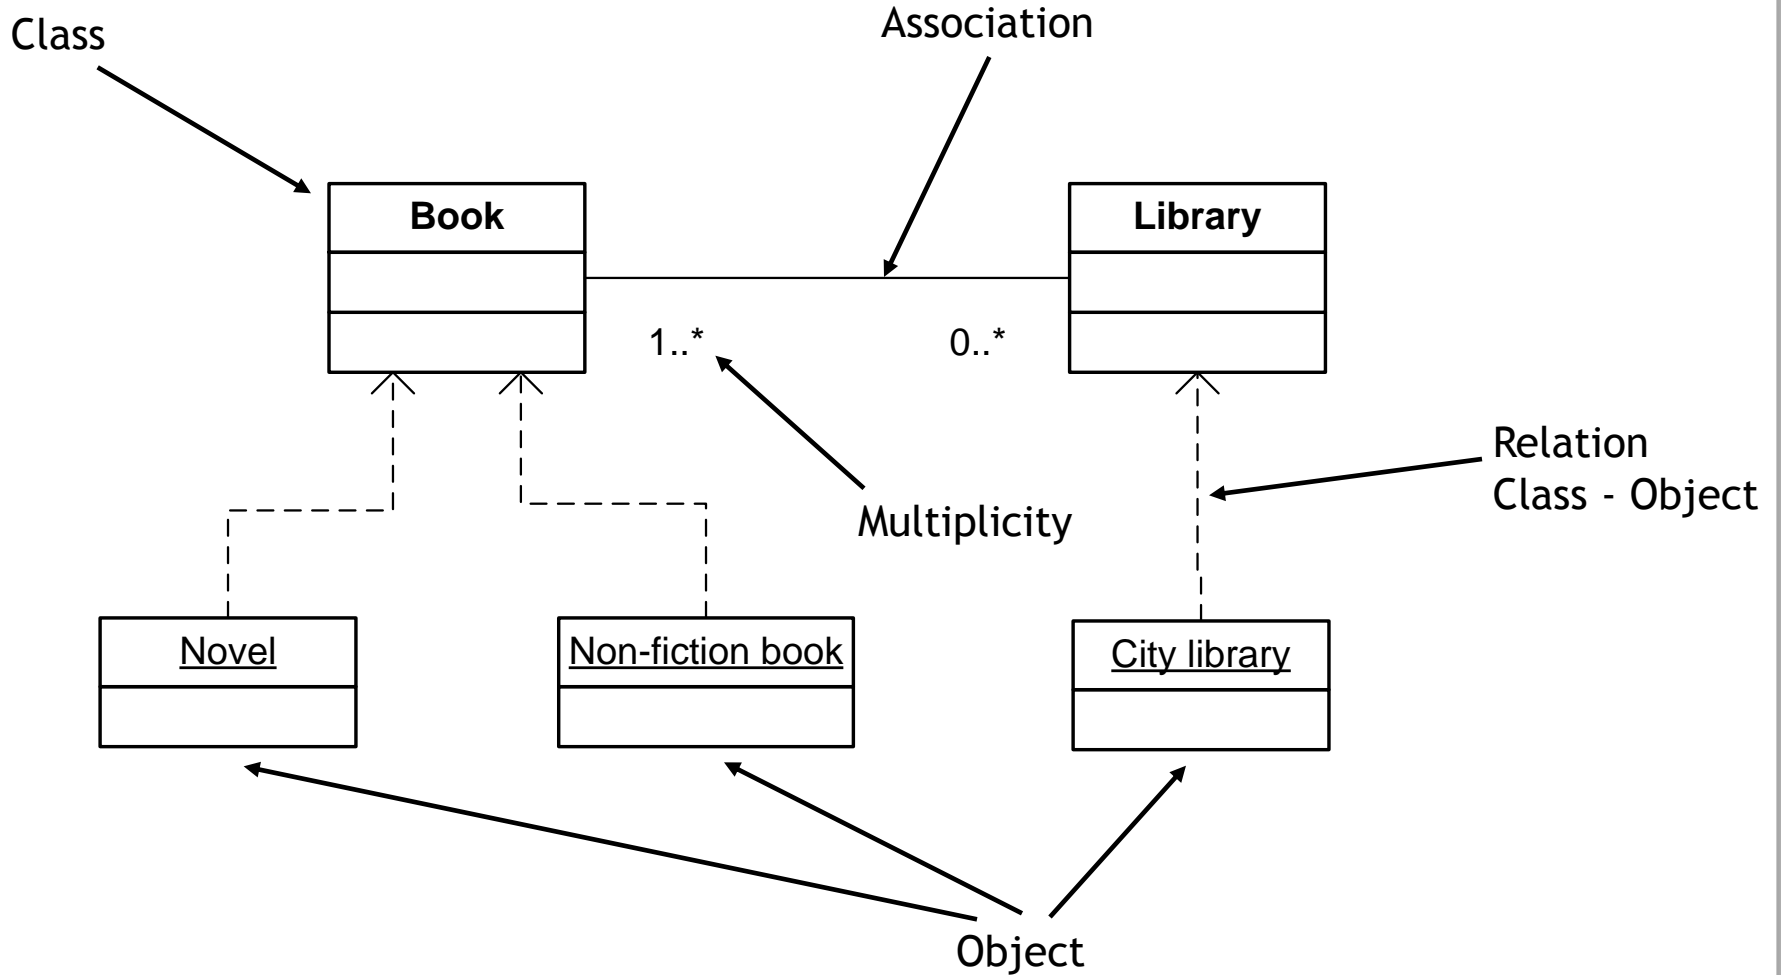 Class
Association
Book
Library
1..*
0..*
Relation
Class - Object
Multiplicity
Novel
Non-fiction book
City library
Object